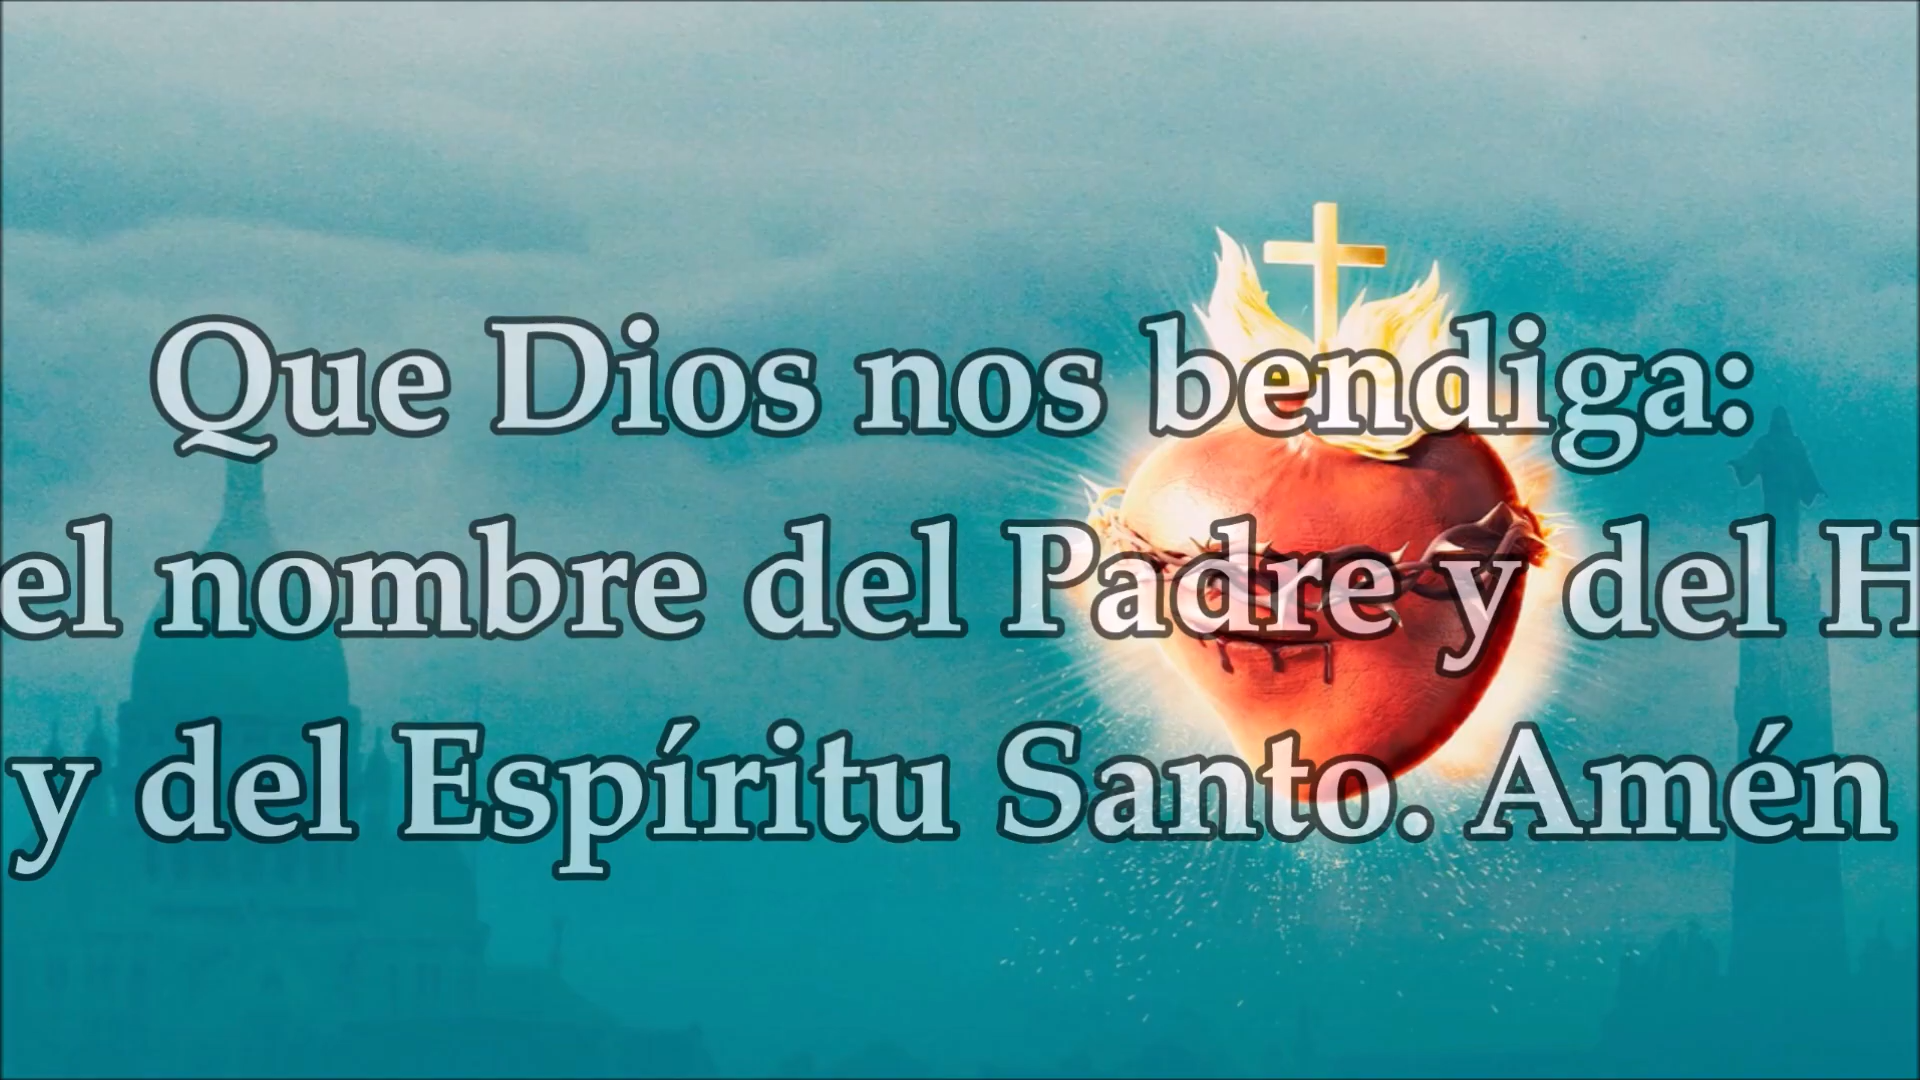 Que Dios nos bendiga:
el nombre del Padre y del H
y del Espíritu Santo. Amén